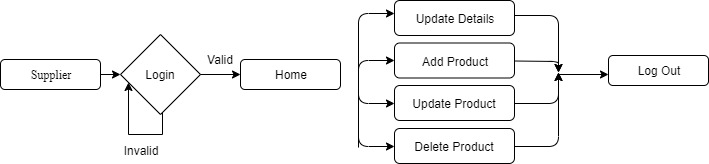 Supplier
Login
Valid
Invalid
Home
Update Details
Add Product
Update Product
Delete Product
Log Out